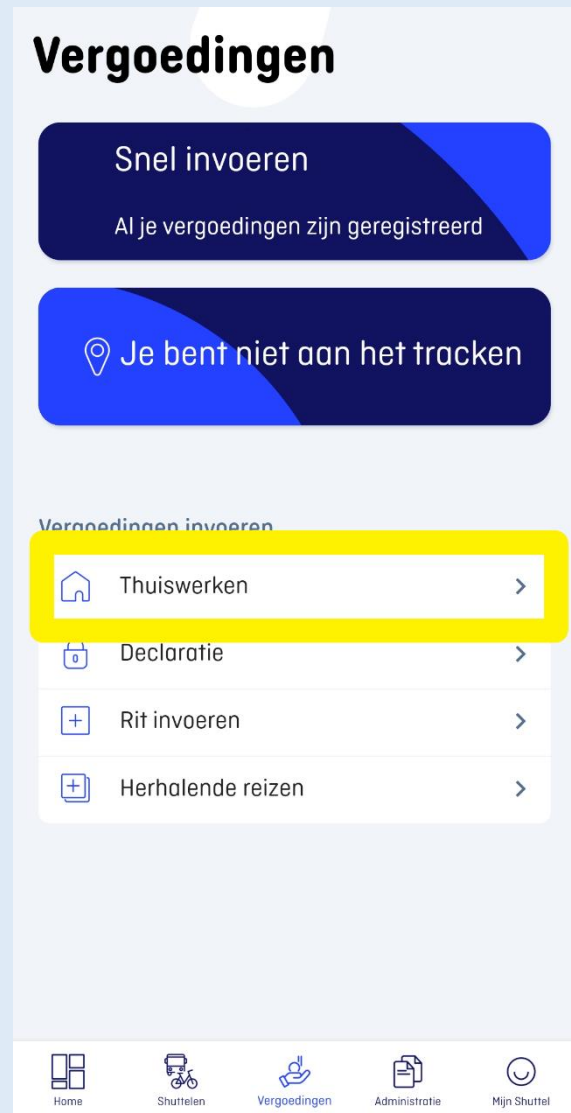 Vergoedingen
Snel invoeren
Al je vergoedingen zijn geregistreerd
Je bent niet aan het tracken
Vergoedingen invoeren
Thuiswerken
Declaratie
Rit invoeren
Herhalende reizen
Home Shuttelen Vergoedingen Administratie Mijn Shuttel